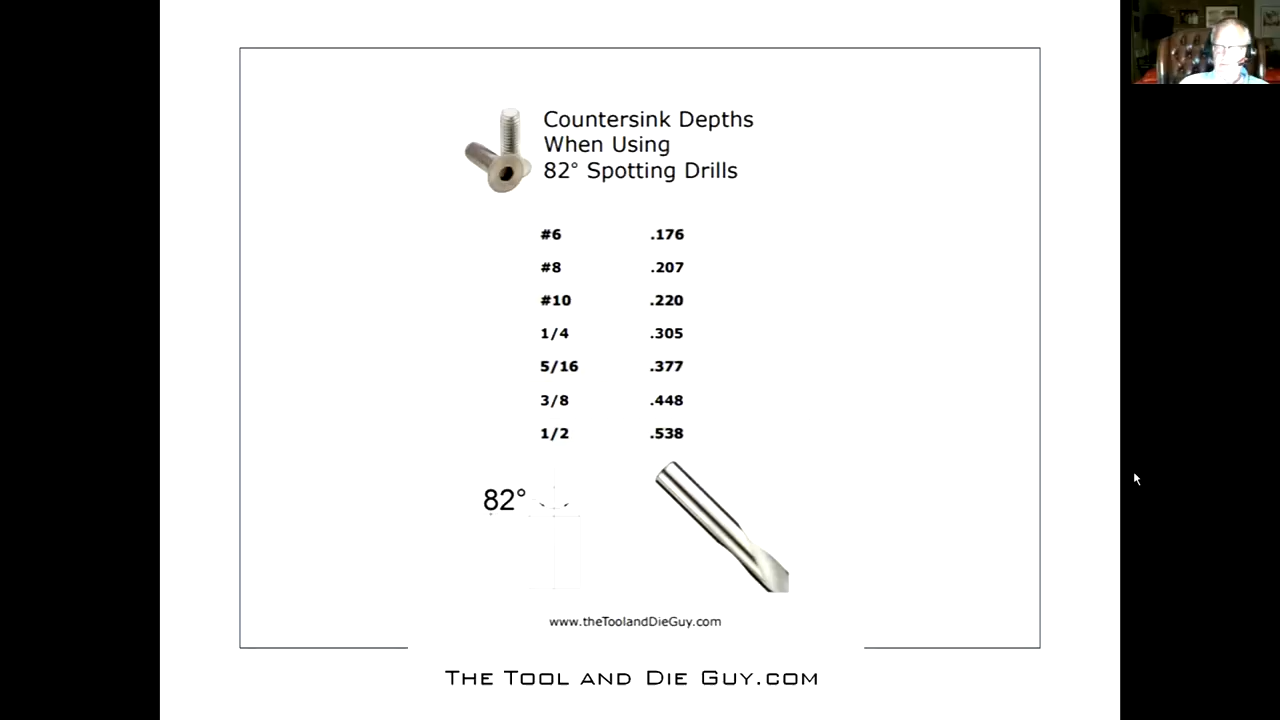 Countersink Depths
When Using
82° Spotting Drills
#6 .176
#8 .207
#10 .220
1/4 .305
5/16 .377
3/8 .448
1/2 .538
82°
www.theToolandDieGuy.com
THE TOOL AND DIE GUY.COM